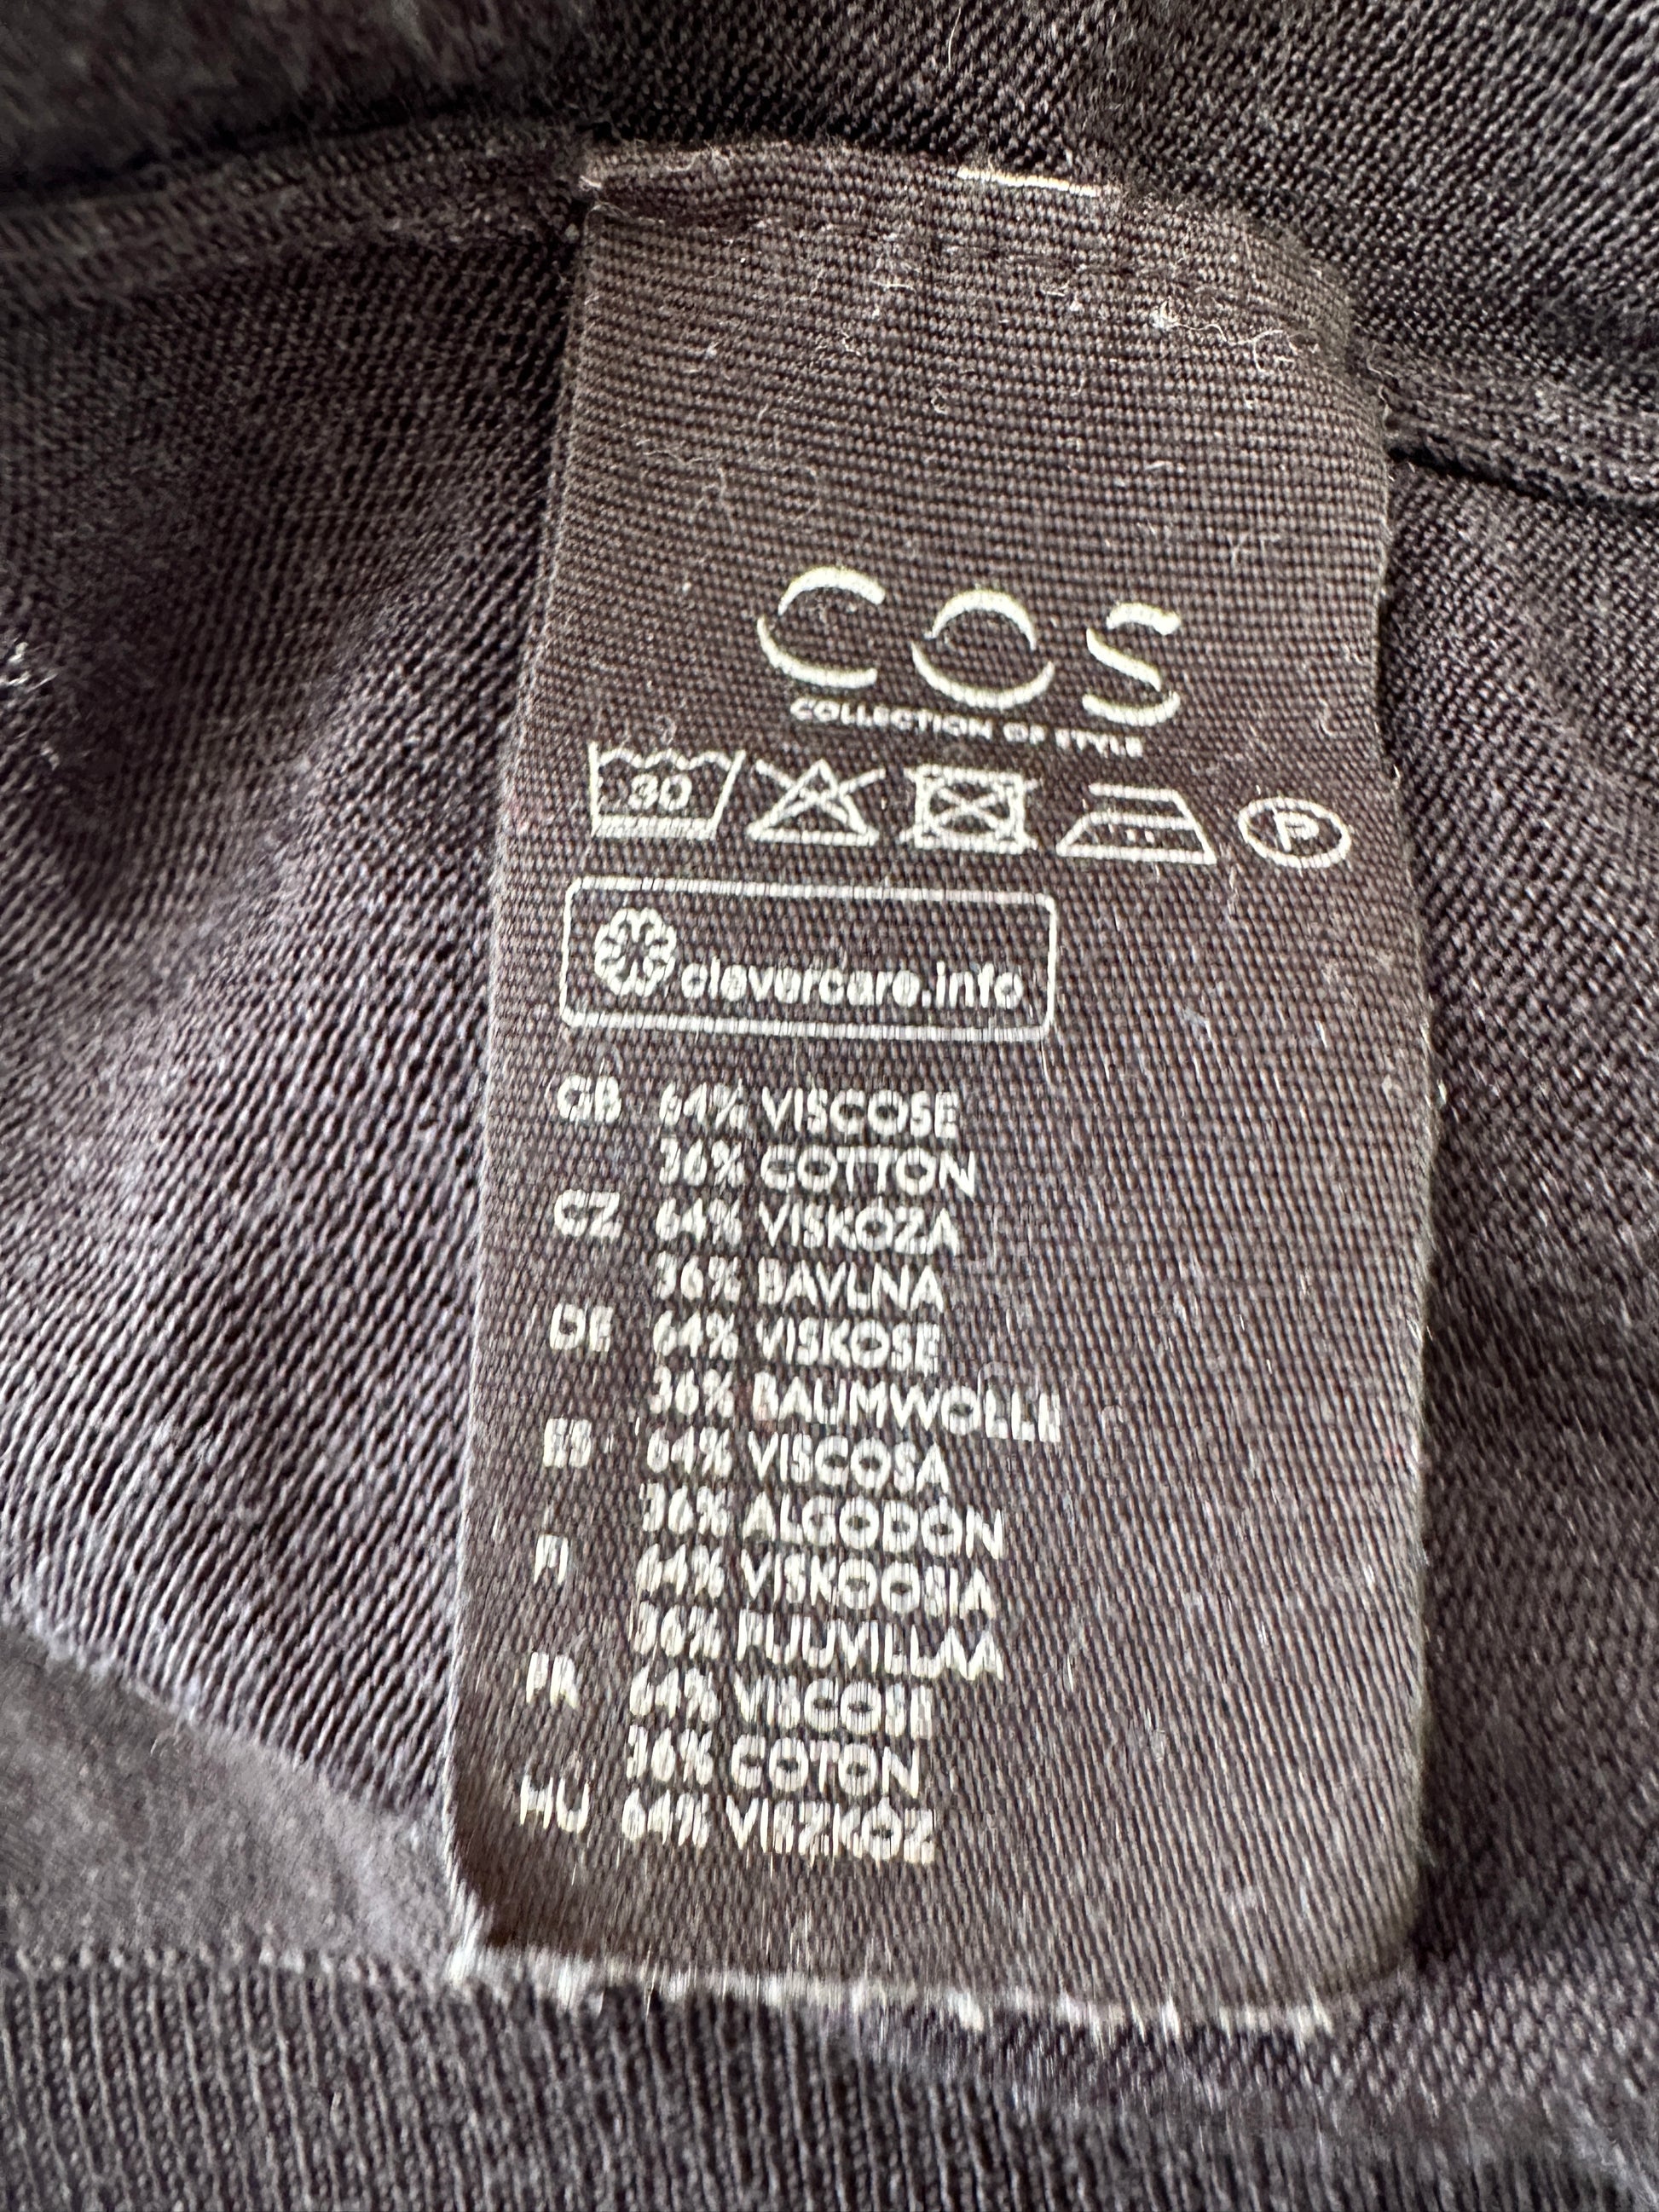 COS
COLLECTION OF STYLE
30 P
clevercare.info
GB 64% VISCOSE
36% COTTON
CZ 64% VISKÓZA
36% BAVLNA
DE 64% VISKOSE
36% BAUMWOLLE
ES 64% VISCOSA
36% ALGODÓN
FI 64% VISKOOSIA
36% PUUVILLAA
FR 64% VISCOSE
36% COTON
HU 64% VISZKÓZ